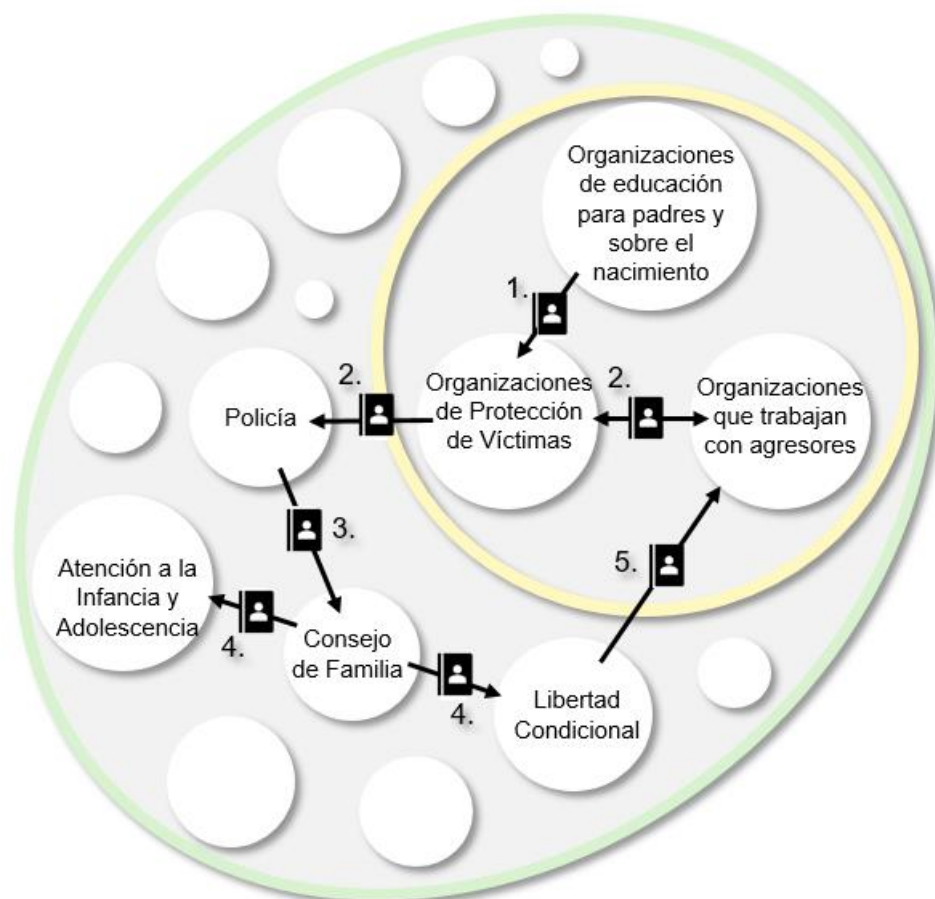 Organizaciones
de educación
para padres y
sobre el
nacimiento
1.
2.
2.
Policía
Organizaciones
de Protección
de Víctimas
Organizaciones
que trabajan
con agresores
3.
5.
Atención a la
Infancia y
Adolescencia
4.
Consejo
de Familia
4.
Libertad
Condicional